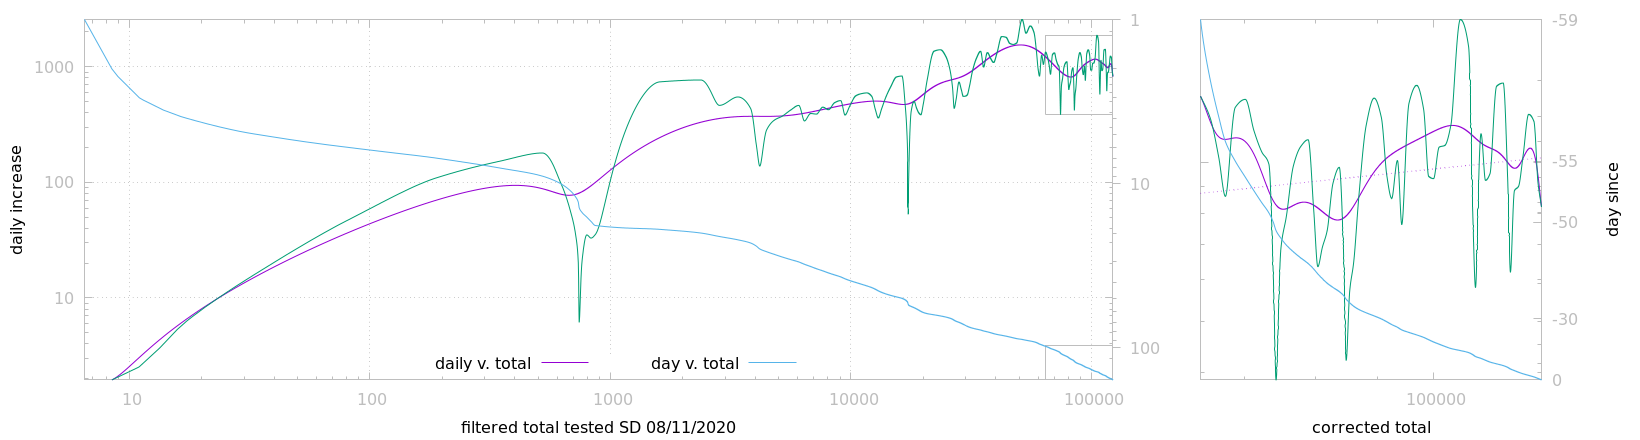 daily increase
1000
100
10
10
100
1000
10000
100000
1
10
100
daily v. total
day v. total
filtered total tested SD 08/11/2020
-59
-55
-50
-30
0
day since
100000
corrected total